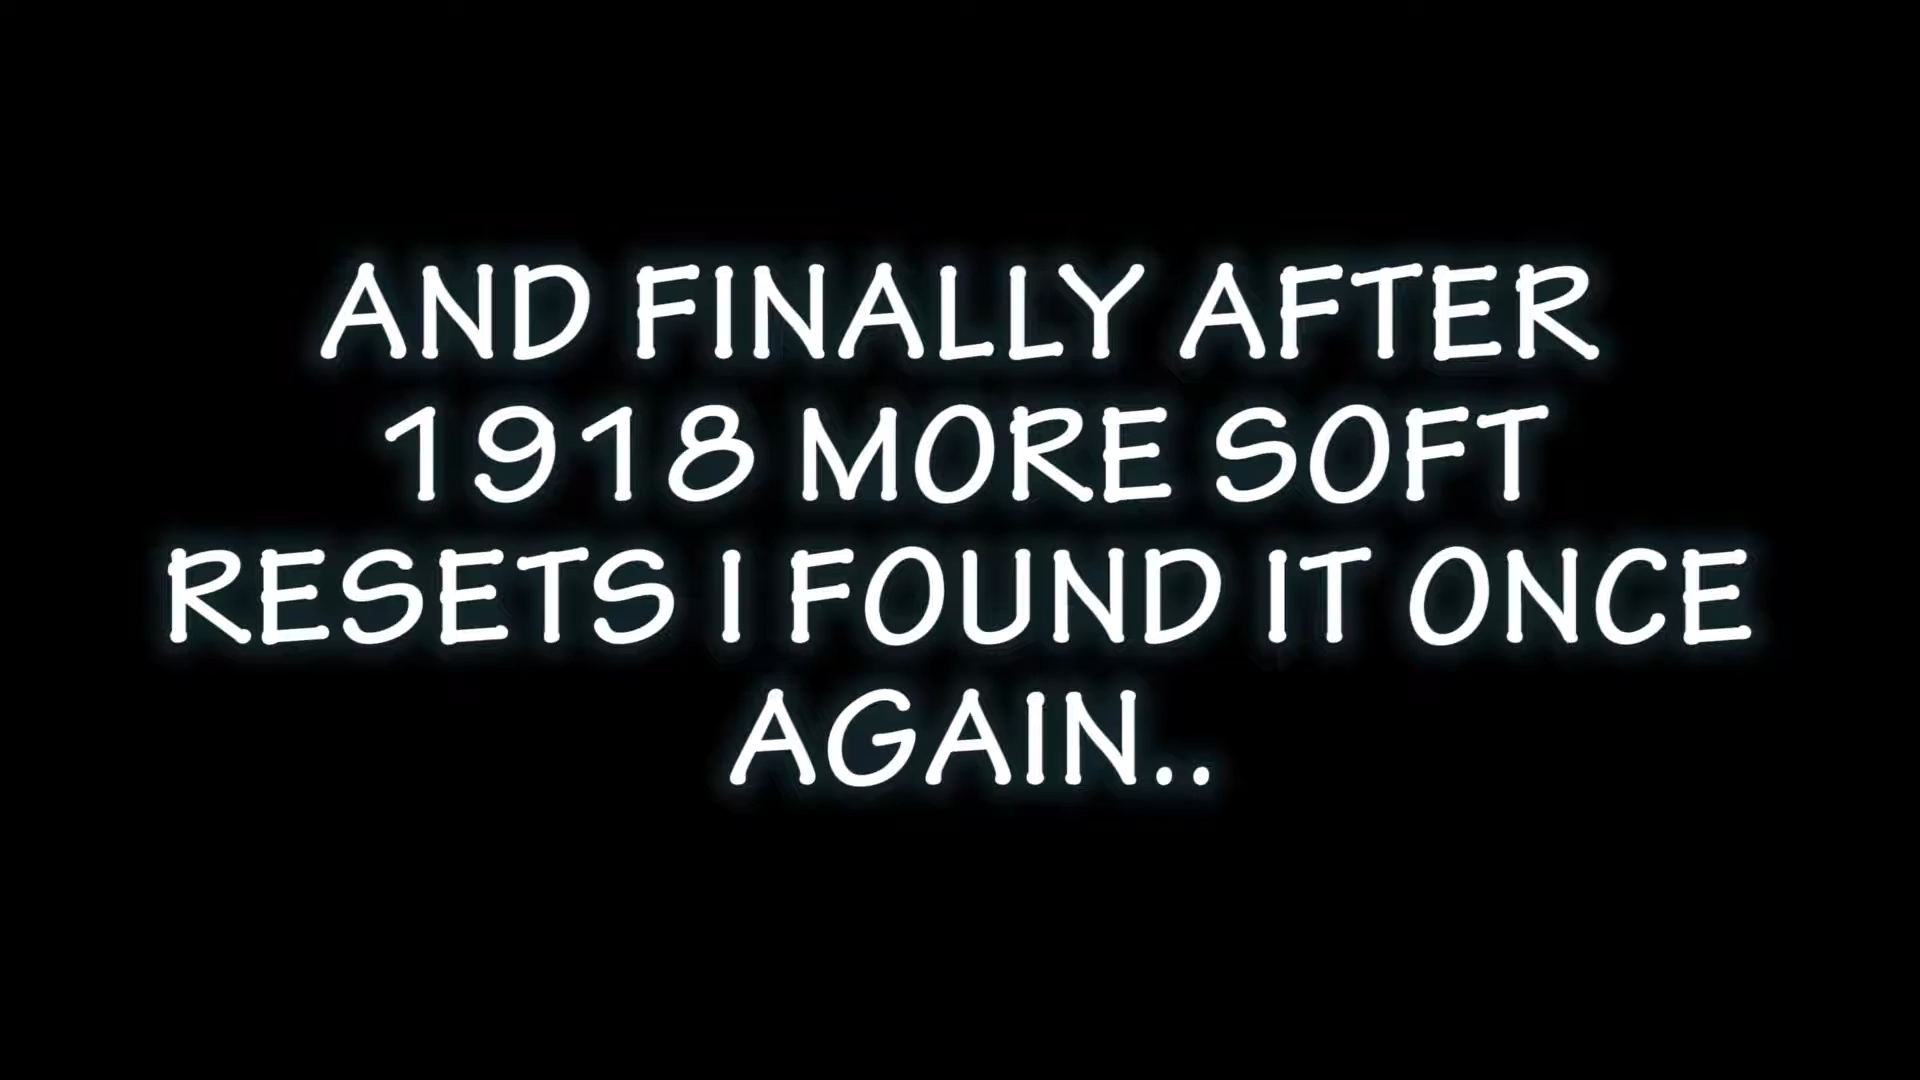 AND FINALLY AFTER
1918 MORE SOFT
RESETS I FOUND IT ONCE
AGAIN..